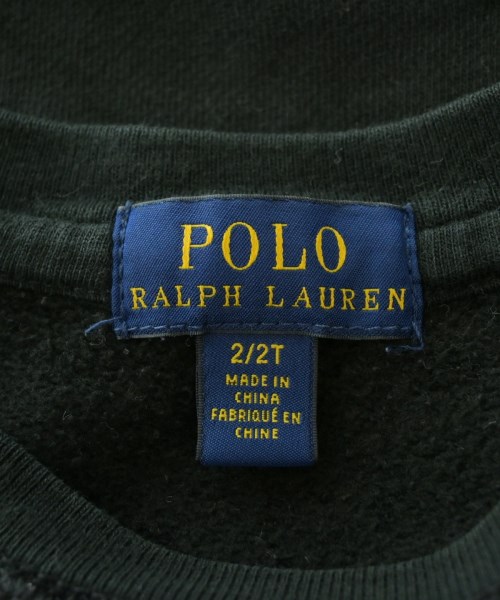 POLO
RALPH LAUREN
2/2T
MADE IN
CHINA
FABRIQUÉ EN
CHINE